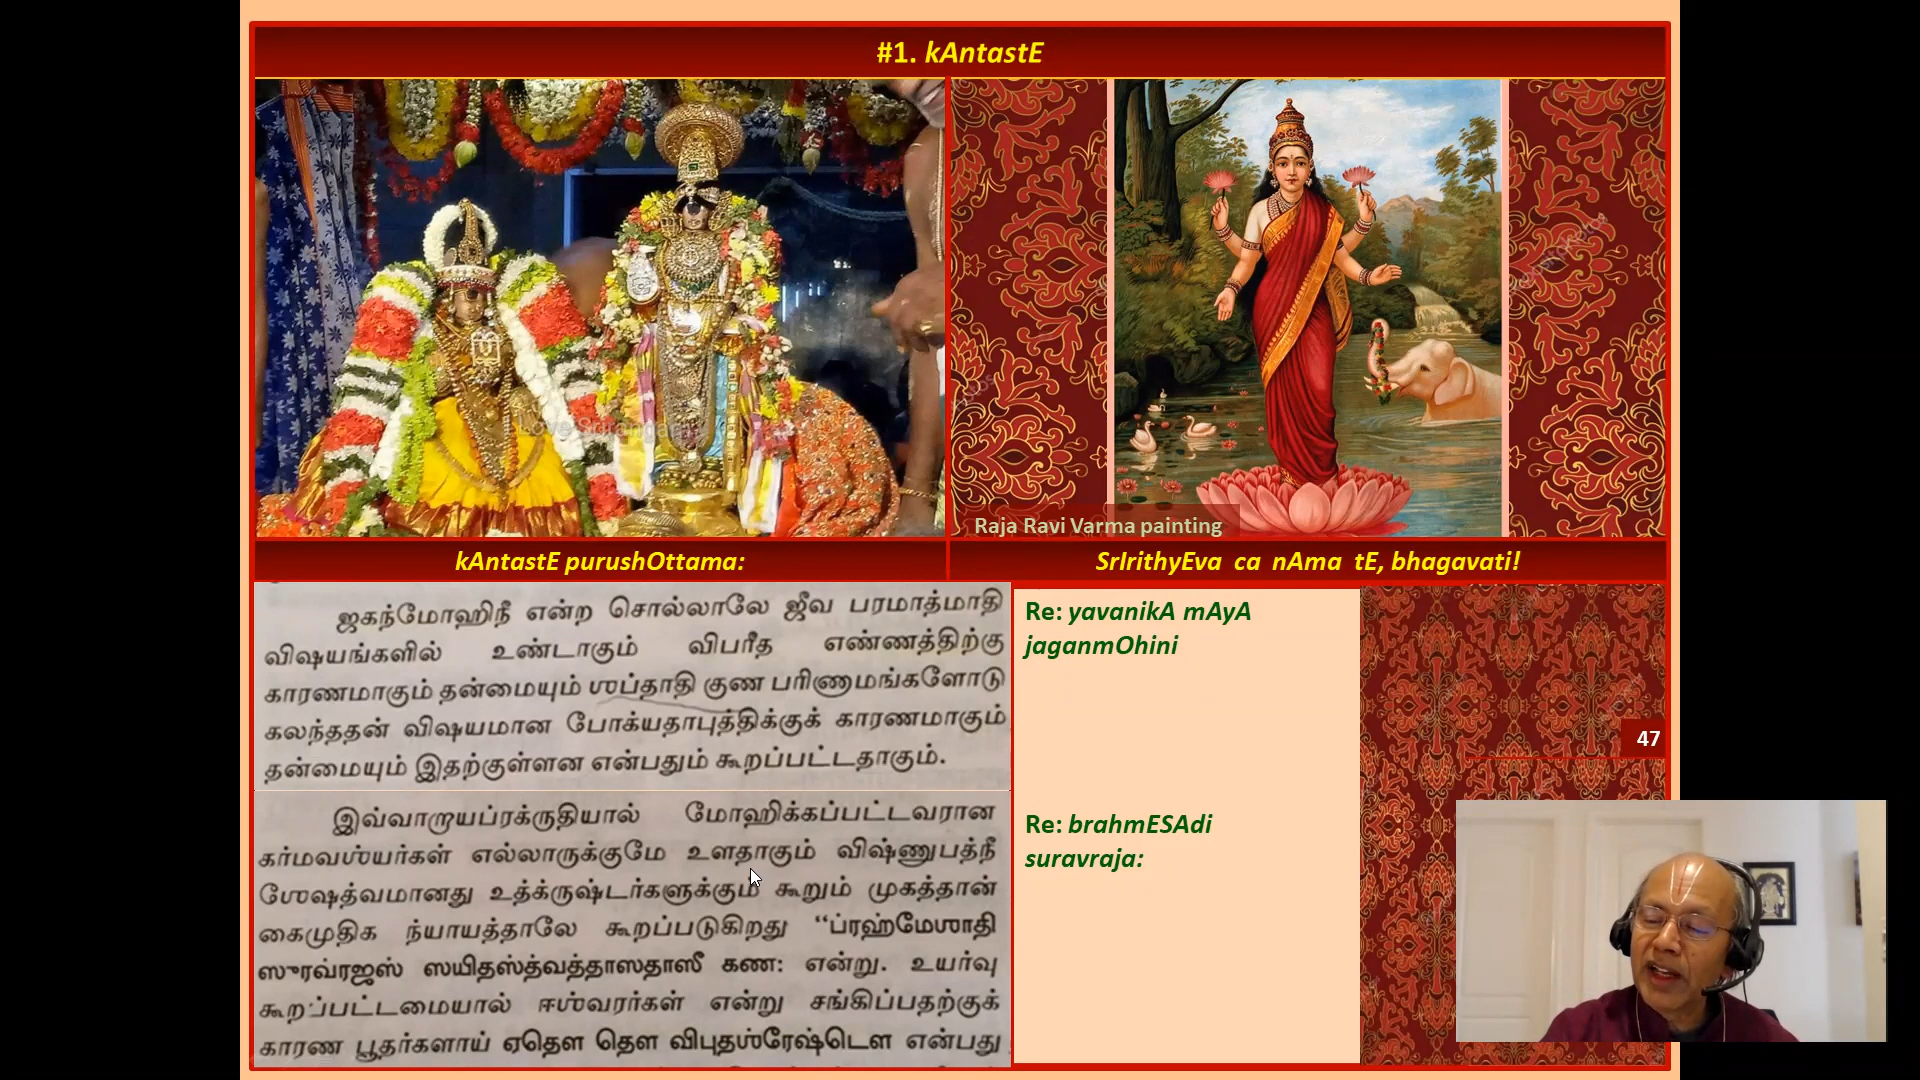 #1. kAntastE
Love Srirangam
Raja Ravi Varma painting
kAntastE purushOttama:
SrIrithyEva ca nAma tE, bhagavati!
ஜகந்மோஹிநீ என்ற சொல்லாலே ஜீவ பரமாத்மாதி
விஷயங்களில் உண்டாகும் விபரீத எண்ணத்திற்கு
காரணமாகும் தன்மையும் ஶப்தாதி குண பரிணாமங்களோடு
கலந்ததன் விஷயமான போக்யதாபுத்திக்குக் காரணமாகும்
தன்மையும் இதற்குள்ளன என்பதும் கூறப்பட்டதாகும்.
இவ்வாறாயப்ரக்ருதியால் மோஹிக்கப்பட்டவரான
கர்மவஶ்யர்கள் எல்லாருக்குமே உளதாகும் விஷ்ணுபத்நீ
ஶேஷத்வமானது உத்க்ருஷ்டர்களுக்கும் கூறும் முகத்தான்
கைமுதிக ந்யாயத்தாலே கூறப்படுகிறது “ப்ரஹ்மேஶாதி
ஸுரவ்ரஜஸ் ஸயிதஸ்த்வத்தாஸதாஸீ கண: என்று. உயர்வு
கூறப்பட்டமையால் ஈஶ்வரர்கள் என்று சங்கிப்பதற்குக்
காரண பூதர்களாய் ஏதௌ தௌ விபுதஶ்ரேஷ்டௌ என்பது
Re: yavanikA mAyA
jaganmOhini
Re: brahmESAdi
suravraja:
47